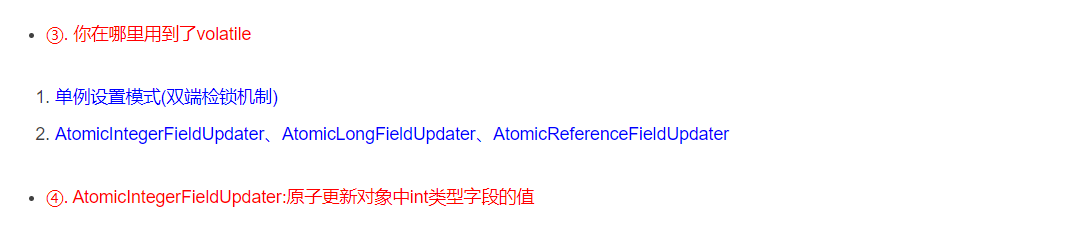 ③. 你在哪里用到了volatile
1. 单例设置模式(双端检锁机制)
2. AtomicIntegerFieldUpdater、AtomicLongFieldUpdater、AtomicReferenceFieldUpdater
④. AtomicIntegerFieldUpdater:原子更新对象中int类型字段的值